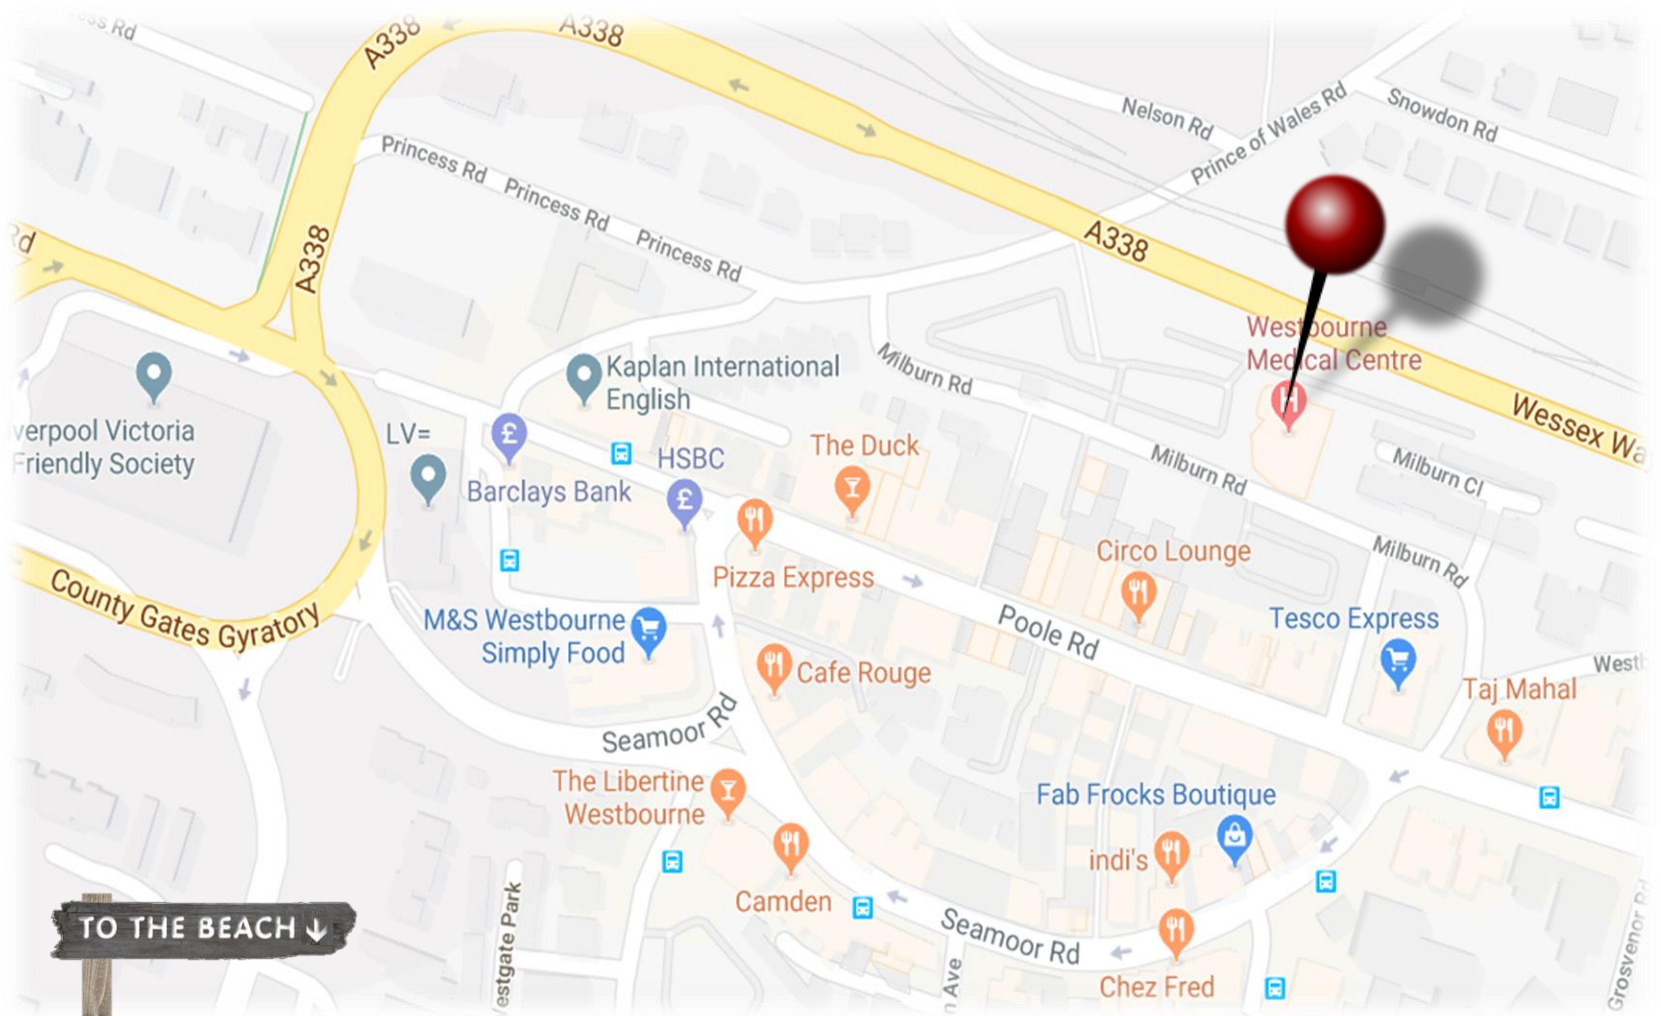 A338
A338
Nelson Rd
Prince of Wales Rd
Snowdon Rd
Princess Rd
Princess Rd
Princess Rd
A338
A338
Rd
Westbourne
Medical Centre
Milburn Rd
Kaplan International
English
Wessex Wa
verpool Victoria
Friendly Society
LV=
Barclays Bank
HSBC
The Duck
Milburn Rd
Milburn Cl
Milburn Rd
Pizza Express
Circo Lounge
Poole Rd
Tesco Express
County Gates Gyratory
M&S Westbourne
Simply Food
Cafe Rouge
Westb
Taj Mahal
Seamoor Rd
The Libertine
Westbourne
Fab Frocks Boutique
indi's
Camden
Seamoor Rd
Chez Fred
TO THE BEACH ↓
estgate Park
n Ave
Grosvenor Rd